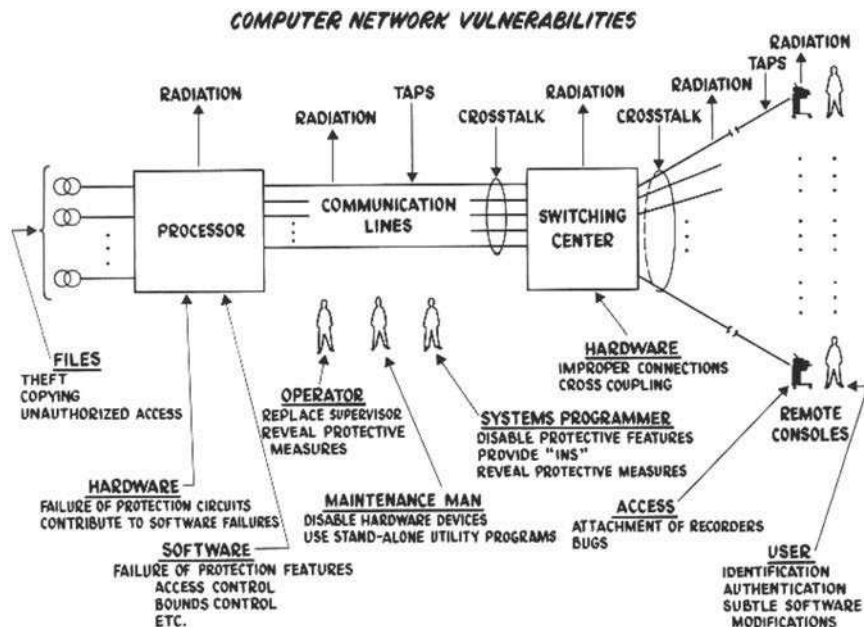 COMPUTER NETWORK VULNERABILITIES
RADIATION
TAPS
RADIATION
RADIATION
TAPS
RADIATION
RADIATION
CROSSTALK
CROSSTALK
PROCESSOR
COMMUNICATION
LINES
SWITCHING
CENTER
FILES
THEFT
COPYING
UNAUTHORIZED ACCESS
OPERATOR
REPLACE SUPERVISOR
REVEAL PROTECTIVE
MEASURES
HARDWARE
IMPROPER CONNECTIONS
CROSS COUPLING
SYSTEMS PROGRAMMER
DISABLE PROTECTIVE FEATURES
PROVIDE "INS"
REVEAL PROTECTIVE MEASURES
REMOTE
CONSOLES
HARDWARE
FAILURE OF PROTECTION CIRCUITS
CONTRIBUTE TO SOFTWARE FAILURES
MAINTENANCE MAN
DISABLE HARDWARE DEVICES
USE STAND-ALONE UTILITY PROGRAMS
ACCESS
ATTACHMENT OF RECORDERS
BUGS
SOFTWARE
FAILURE OF PROTECTION FEATURES
ACCESS CONTROL
BOUNDS CONTROL
ETC.
USER
IDENTIFICATION
AUTHENTICATION
SUBTLE SOFTWARE
MODIFICATIONS